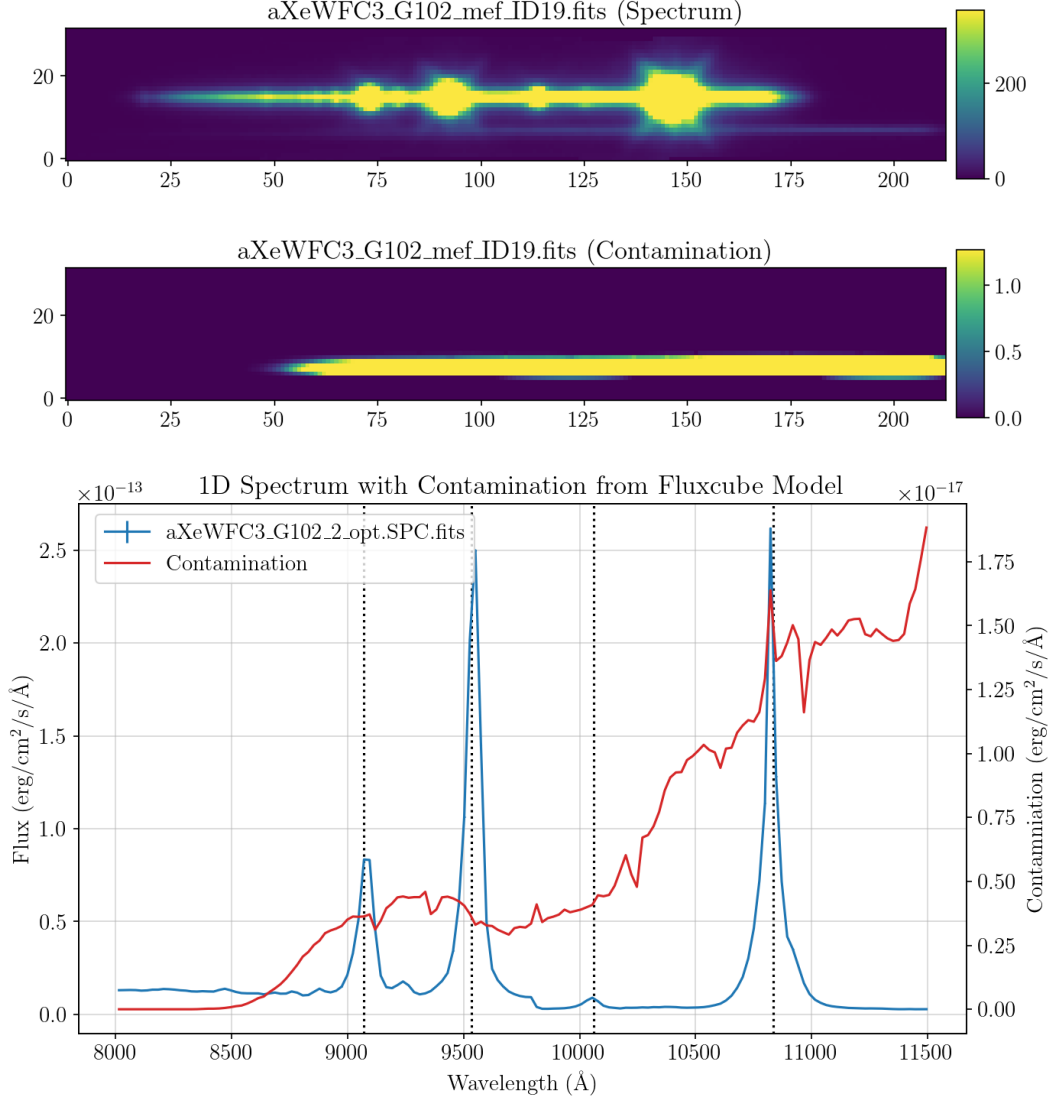 aXeWFC3_G102_mef_ID19.fits (Spectrum)
20
0
0 25 50 75 100 125 150 175 200
200
0
aXeWFC3_G102_mef_ID19.fits (Contamination)
20
0
0 25 50 75 100 125 150 175 200
1.0
0.5
0.0
×10⁻¹³
1D Spectrum with Contamination from Fluxcube Model
×10⁻¹⁷
aXeWFC3_G102_2_opt.SPC.fits
Contamination
2.5
2.0
1.5
1.0
0.5
0.0
Flux (erg/cm²/s/Å)
1.75
1.50
1.25
1.00
0.75
0.50
0.25
0.00
Contamniation (erg/cm²/s/Å)
8000 8500 9000 9500 10000 10500 11000 11500
Wavelength (Å)